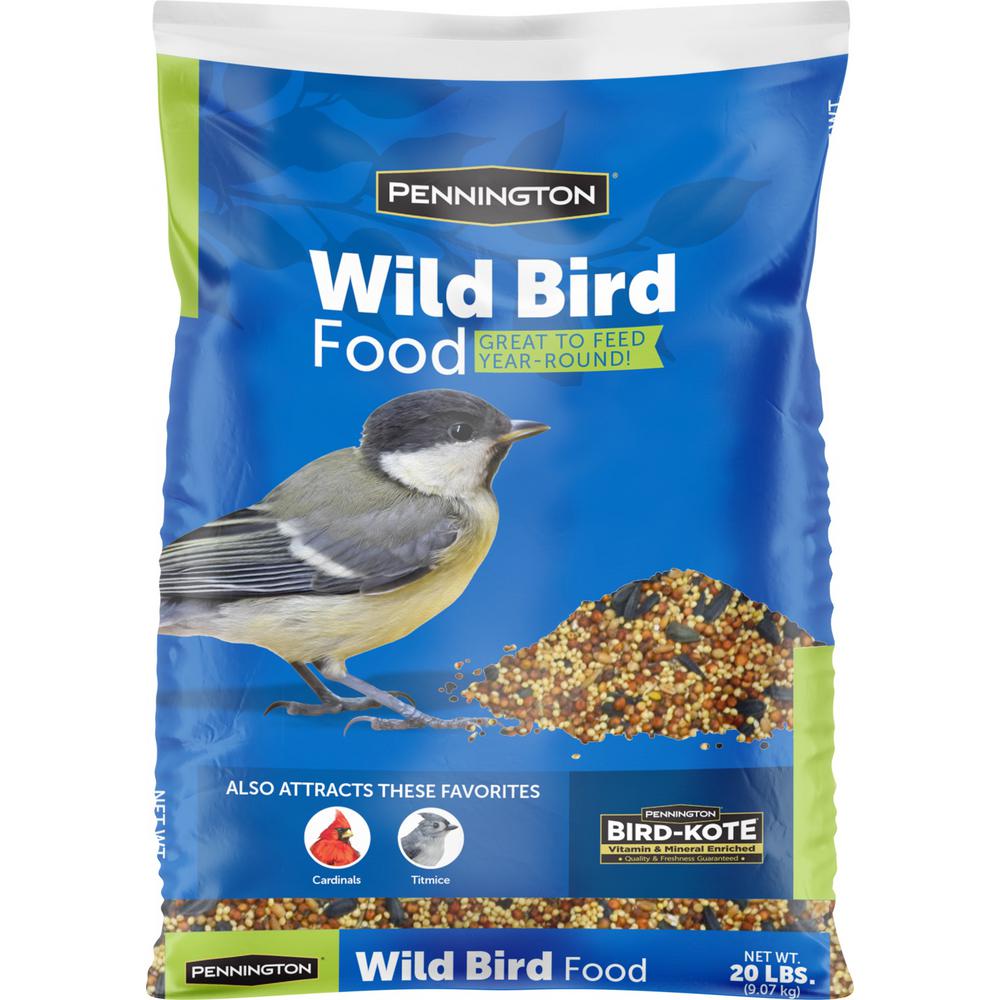 PENNINGTON®
Wild Bird
Food
GREAT TO FEED
YEAR-ROUND!
ALSO ATTRACTS THESE FAVORITES
Cardinals
Titmice
PENNINGTON
BIRD-KOTE®
Vitamin & Mineral Enriched
• Quality & Freshness Guaranteed •
NET WT.
WT.
PENNINGTON
Wild Bird Food
NET WT.
20 LBS.
(9.07 kg)